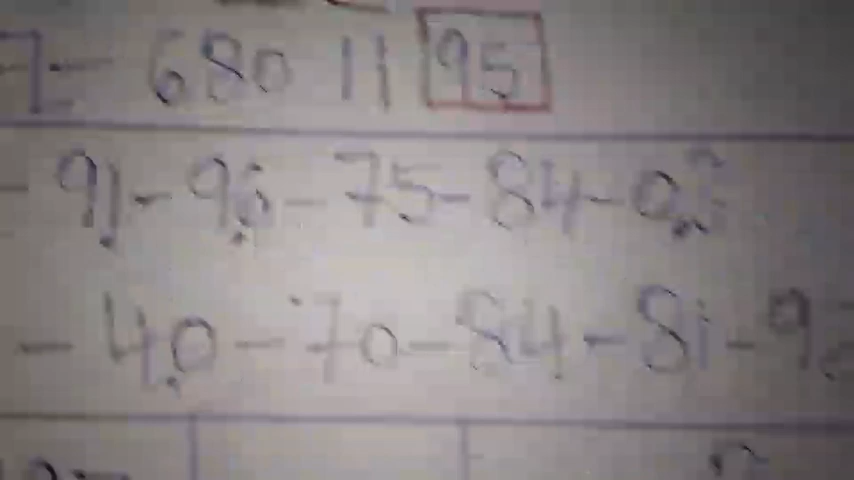 = 680 11 95
- 91 - 96 - 75 - 84 -
- 40 - 70 - 84 - 81 -